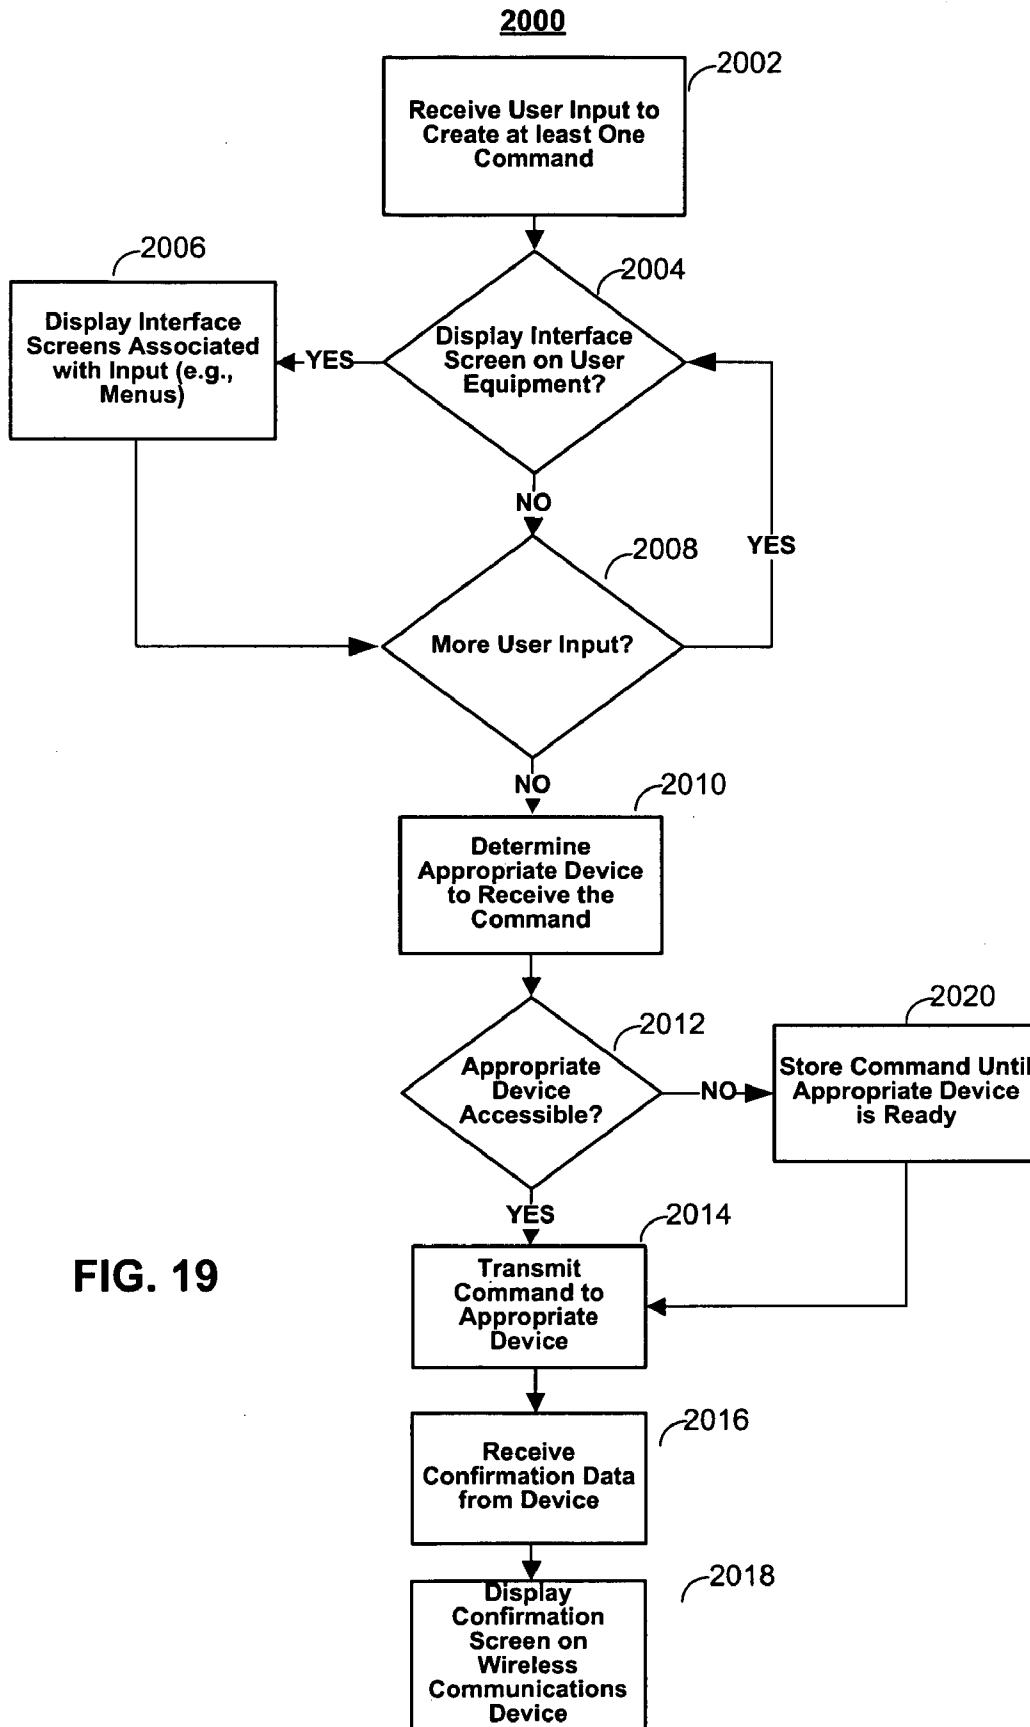 2000
2002
Receive User Input to
Create at least One
Command
2006
2004
Display Interface
Screens Associated
with Input (e.g.,
Menus)
YES
Display Interface
Screen on User
Equipment?
NO
YES
2008
More User Input?
NO
2010
Determine
Appropriate Device
to Receive the
Command
2012
Appropriate
Device
Accessible?
NO
2020
Store Command Until
Appropriate Device
is Ready
YES
2014
Transmit
Command to
Appropriate
Device
FIG. 19
2016
Receive
Confirmation Data
from Device
2018
Display
Confirmation
Screen on
Wireless
Communications
Device